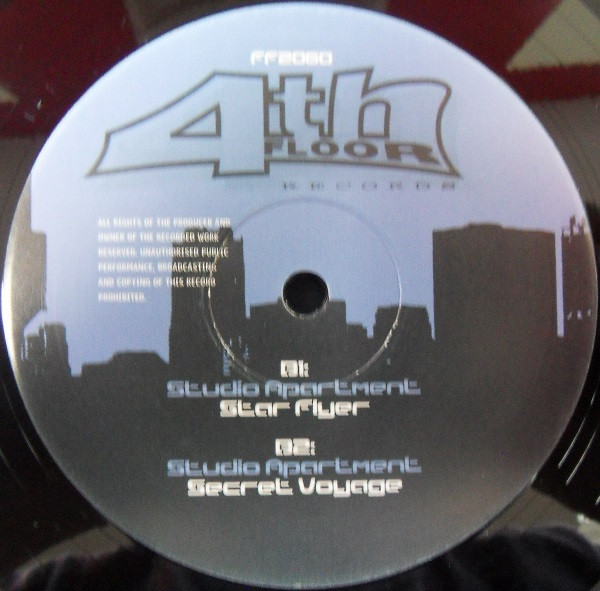 FF2060
4th
FLOOR
RECORDS
ALL RIGHTS OF THE PRODUCER AND
OWNER OF THE RECORDED WORK
RESERVED. UNAUTHORISED PUBLIC
PERFORMANCE, BROADCASTING
AND COPYING OF THIS RECORD
PROHIBITED.
B1:
Studio Apartment
Star Flyer
B2:
Studio Apartment
Secret Voyage